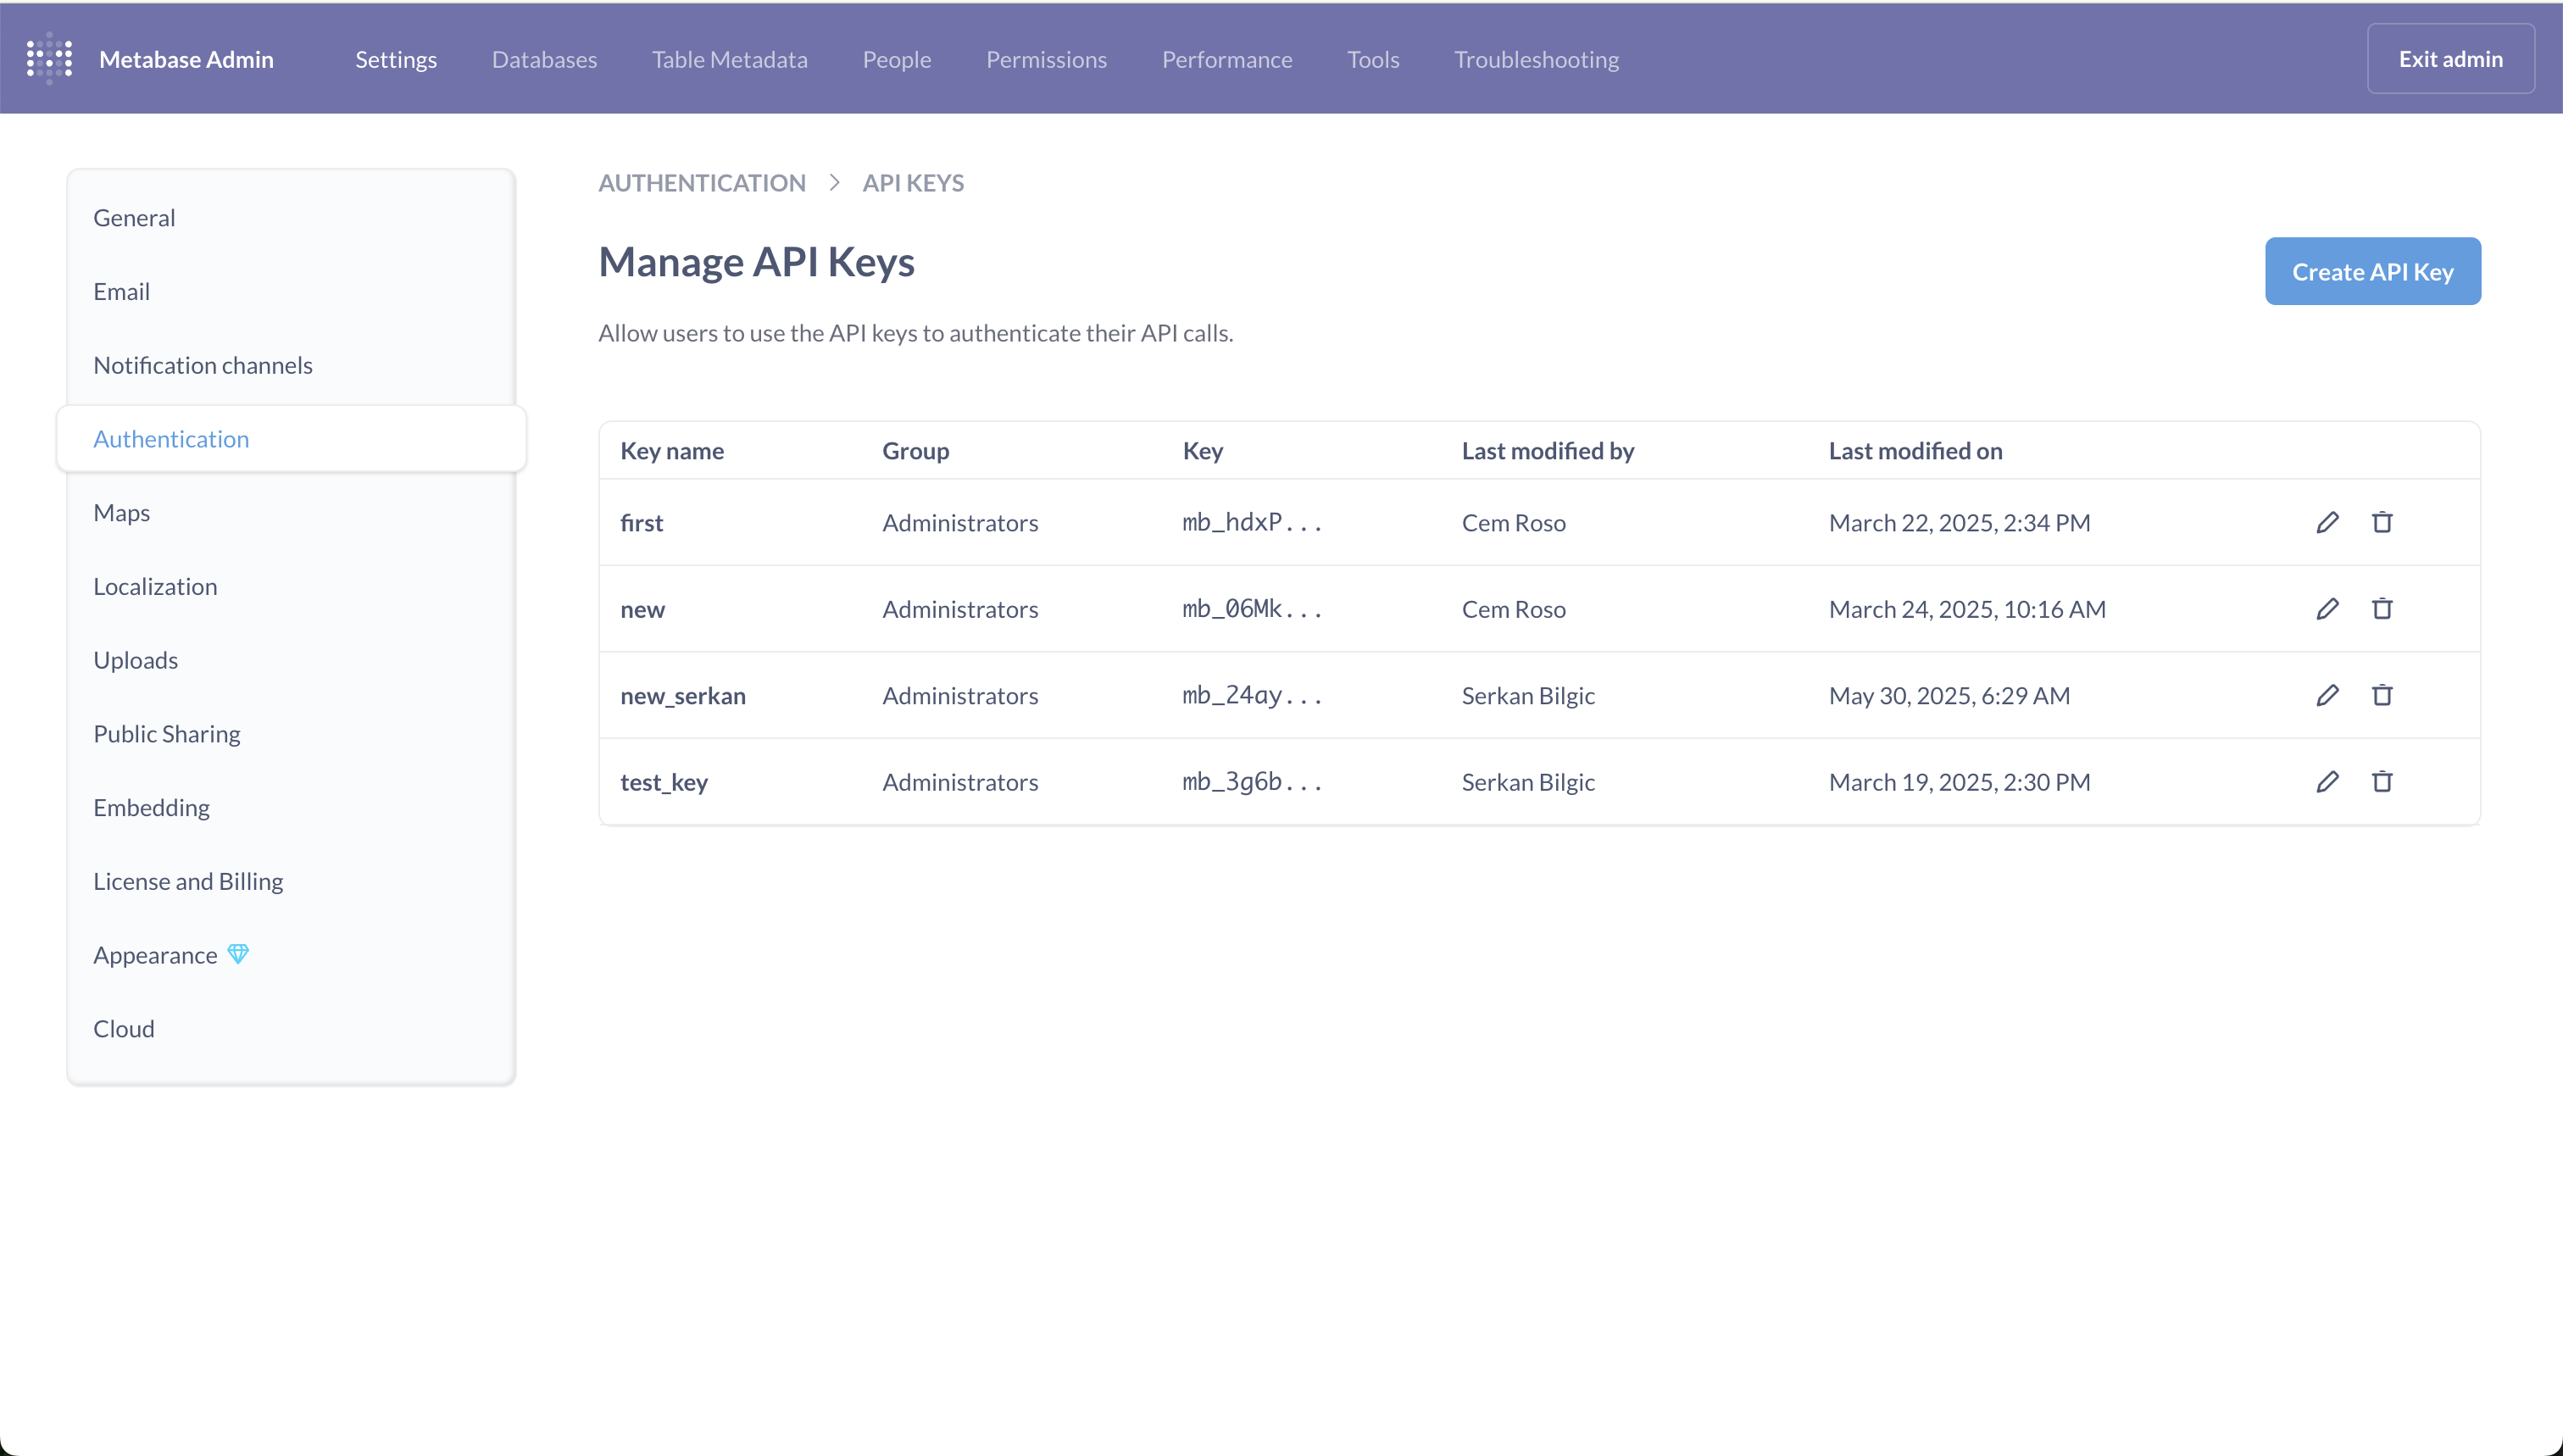 Metabase Admin Settings Databases Table Metadata People Permissions Performance Tools Troubleshooting Exit admin
General
Email
Notification channels
Authentication
Maps
Localization
Uploads
Public Sharing
Embedding
License and Billing
Appearance
Cloud
AUTHENTICATION > API KEYS
Manage API Keys
Create API Key
Allow users to use the API keys to authenticate their API calls.
Key name Group Key Last modified by Last modified on
first Administrators mb_hdxP... Cem Roso March 22, 2025, 2:34 PM
new Administrators mb_06Mk... Cem Roso March 24, 2025, 10:16 AM
new_serkan Administrators mb_24ay... Serkan Bilgic May 30, 2025, 6:29 AM
test_key Administrators mb_3g6b... Serkan Bilgic March 19, 2025, 2:30 PM